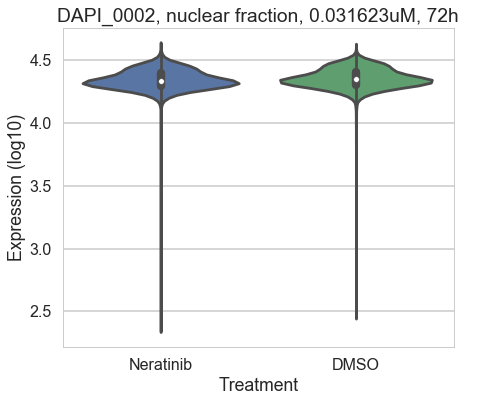 DAPI_0002, nuclear fraction, 0.031623uM, 72h
4.5
4.0
3.5
3.0
2.5
Expression (log10)
Neratinib DMSO
Treatment